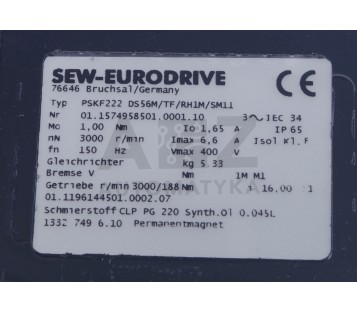 SEW-EURODRIVE
76646 Bruchsal/Germany
Typ PSKF222 DS56M/TF/RH1M/SM11
Nr 01.1574958501.0001.10 3~IEC 34
Mo 1,00 Nm Io 1,65 A IP 65
nN 3000 r/min Imax 6,6 A Isol Kl.F
fn 150 Hz Vmax 400 V
Gleichrichter kg 5.33
Bremse V Nm 1M M1
Getriebe r/min 3000/188 Nm i 16.00 :1
01.1196144501.0002.07
Schmierstoff CLP PG 220 Synth.Öl 0.045L
1332 749 6.10 Permanentmagnet